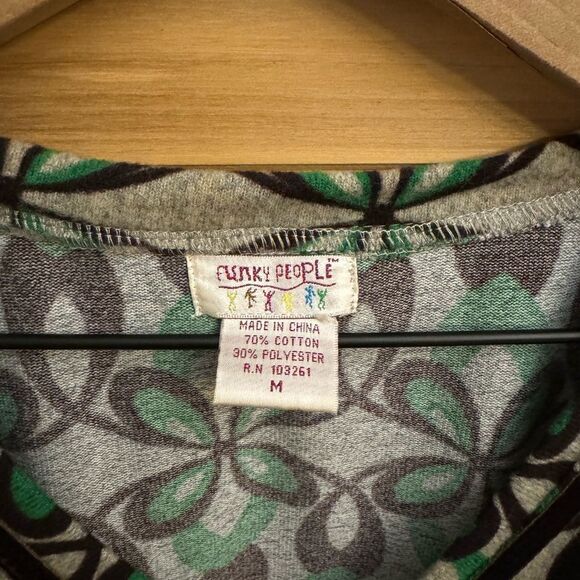 FUNKY PEOPLE™
MADE IN CHINA
70% COTTON
30% POLYESTER
R.N 103261
M